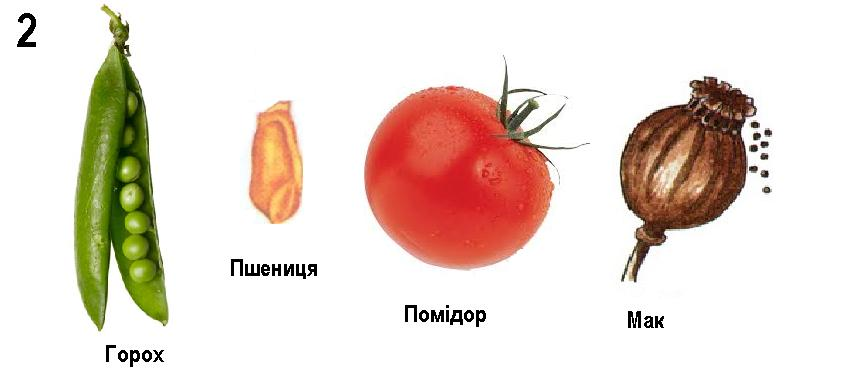 2
Горох
Пшениця
Помідор
Мак